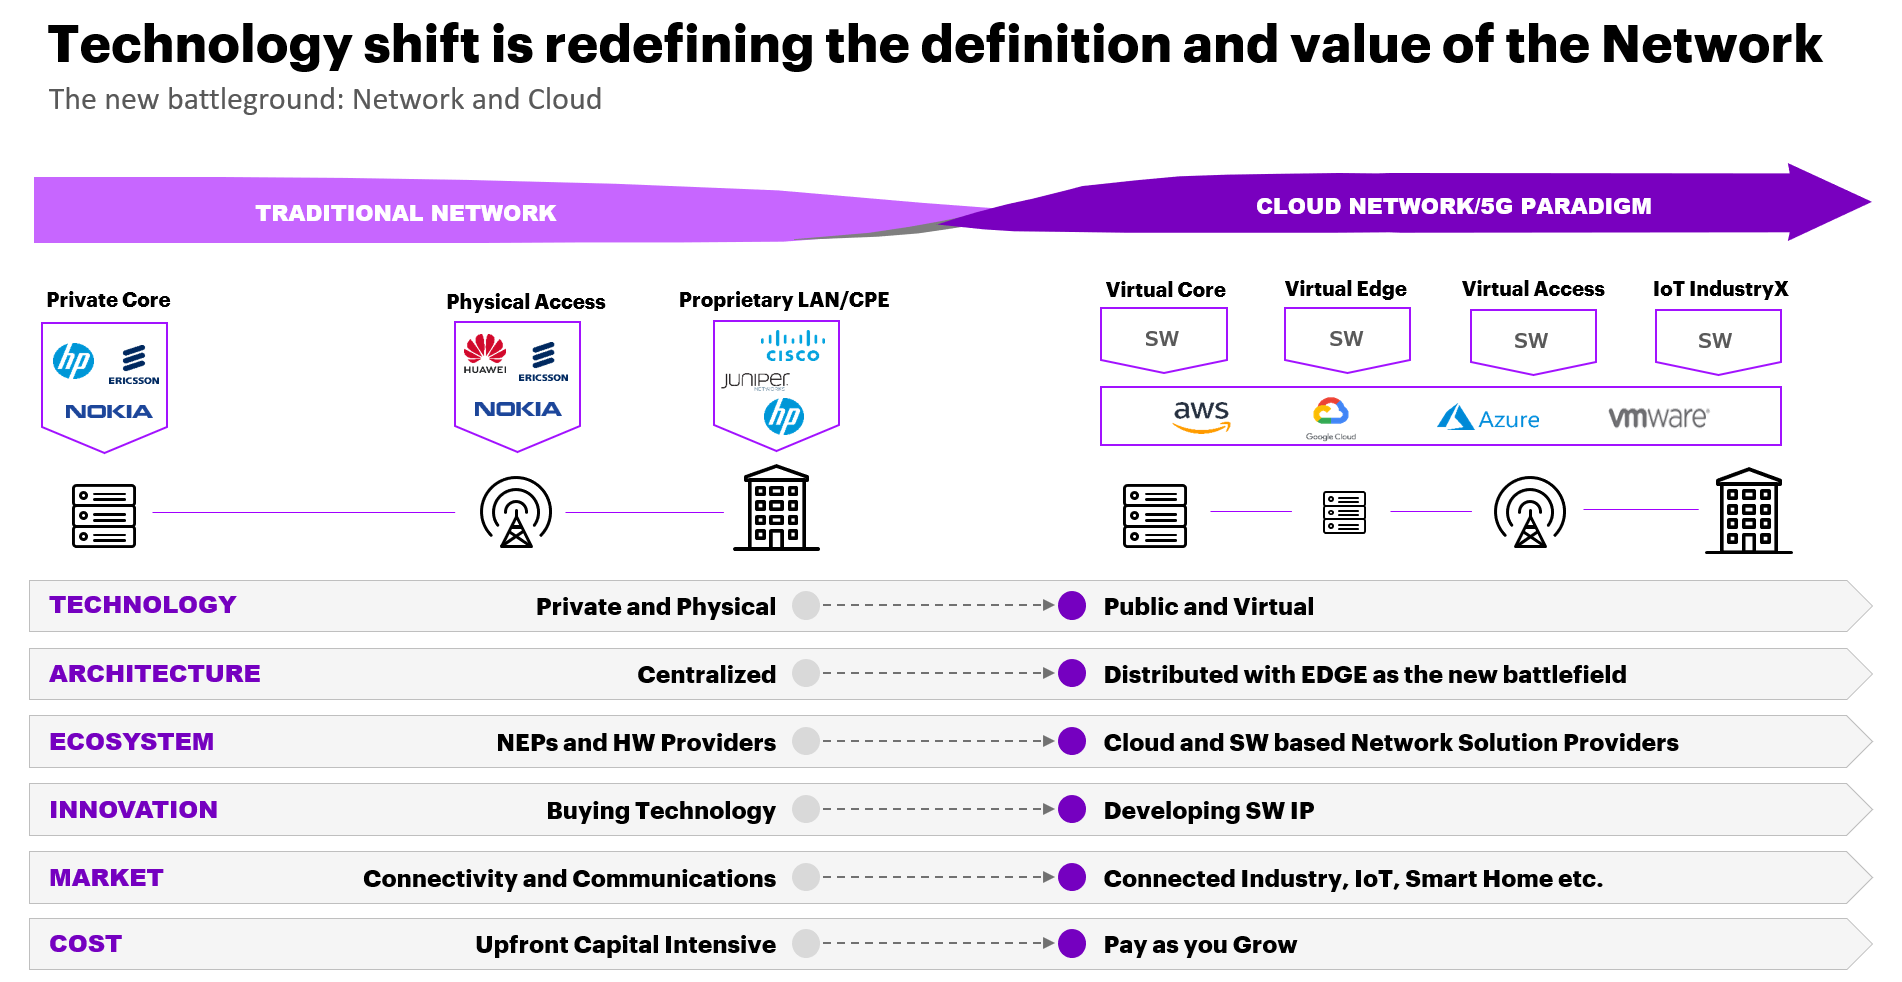 Technology shift is redefining the definition and value of the Network
The new battleground: Network and Cloud
TRADITIONAL NETWORK
CLOUD NETWORK/5G PARADIGM
Private Core
hp
ERICSSON
NOKIA
Physical Access
HUAWEI
ERICSSON
NOKIA
Proprietary LAN/CPE
CISCO
JUNIPER
NETWORKS
hp
Virtual Core
SW
Virtual Edge
SW
Virtual Access
SW
IoT IndustryX
SW
aws
Google Cloud
Azure
vmware®
TECHNOLOGY
Private and Physical
Public and Virtual
ARCHITECTURE
Centralized
Distributed with EDGE as the new battlefield
ECOSYSTEM
NEPs and HW Providers
Cloud and SW based Network Solution Providers
INNOVATION
Buying Technology
Developing SW IP
MARKET
Connectivity and Communications
Connected Industry, IoT, Smart Home etc.
COST
Upfront Capital Intensive
Pay as you Grow